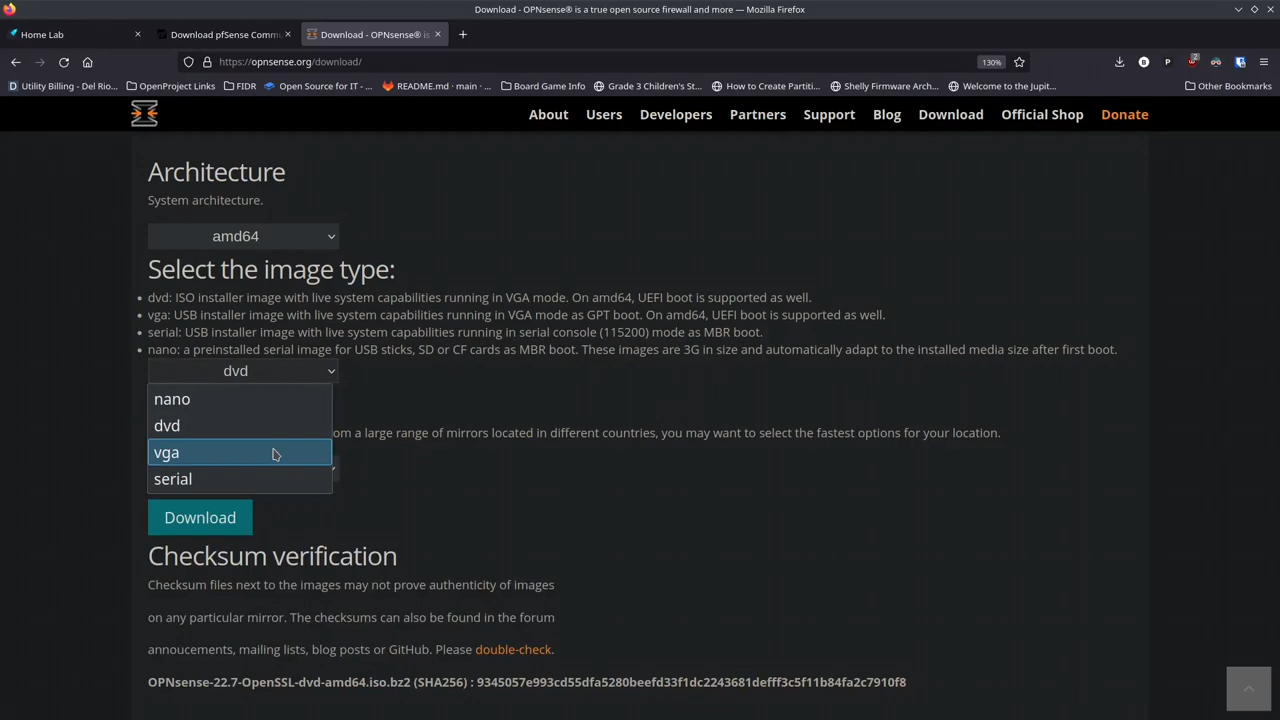 Download - OPNsense® is a true open source firewall and more — Mozilla Firefox
Home Lab
Download pfSense Commu
Download - OPNsense® is
https://opnsense.org/download/
130%
Utility Billing - Del Rio...
OpenProject Links
FIDR
Open Source for IT - ...
README.md · main · ...
Board Game Info
Grade 3 Children's St...
How to Create Partiti...
Shelly Firmware Arch...
Welcome to the Jupit...
Other Bookmarks
About
Users
Developers
Partners
Support
Blog
Download
Official Shop
Donate
Architecture
System architecture.
amd64
Select the image type:
• dvd: ISO installer image with live system capabilities running in VGA mode. On amd64, UEFI boot is supported as well.
• vga: USB installer image with live system capabilities running in VGA mode as GPT boot. On amd64, UEFI boot is supported as well.
• serial: USB installer image with live system capabilities running in serial console (115200) mode as MBR boot.
• nano: a preinstalled serial image for USB sticks, SD or CF cards as MBR boot. These images are 3G in size and automatically adapt to the installed media size after first boot.
dvd
nano
dvd
om a large range of mirrors located in different countries, you may want to select the fastest options for your location.
vga
serial
Download
Checksum verification
Checksum files next to the images may not prove authenticity of images
on any particular mirror. The checksums can also be found in the forum
annoucements, mailing lists, blog posts or GitHub. Please double-check.
OPNsense-22.7-OpenSSL-dvd-amd64.iso.bz2 (SHA256) : 9345057e993cd55dfa5280beefd33f1dc2243681defff3c5f11b84fa2c7910f8